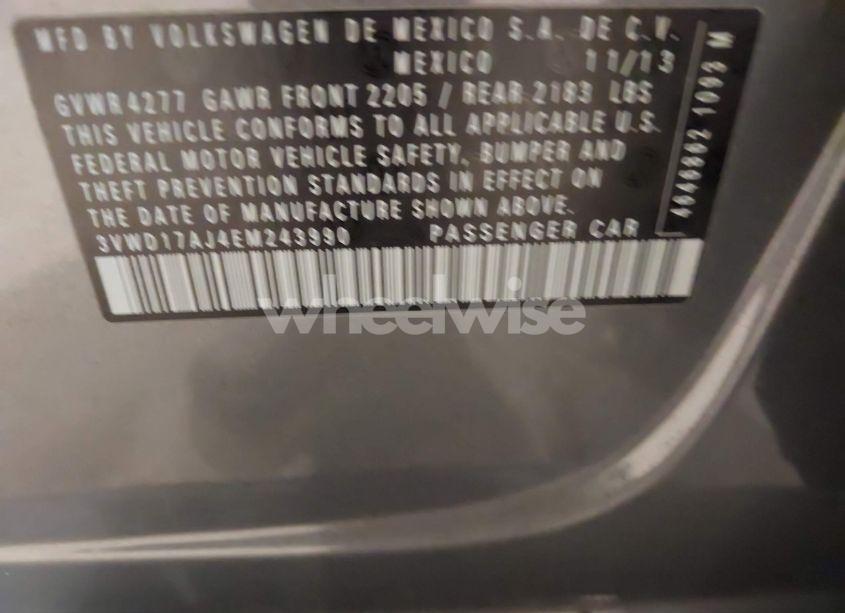 MFD BY VOLKSWAGEN DE MEXICO S.A. DE C.V.
MEXICO 11/13
GVWR 4277 GAWR FRONT 2205 / REAR 2183 LBS
THIS VEHICLE CONFORMS TO ALL APPLICABLE U.S.
FEDERAL MOTOR VEHICLE SAFETY, BUMPER AND
THEFT PREVENTION STANDARDS IN EFFECT ON
THE DATE OF MANUFACTURE SHOWN ABOVE.
3VWD17AJ4EM243990 PASSENGER CAR
4646862 1093 M
wheelwise